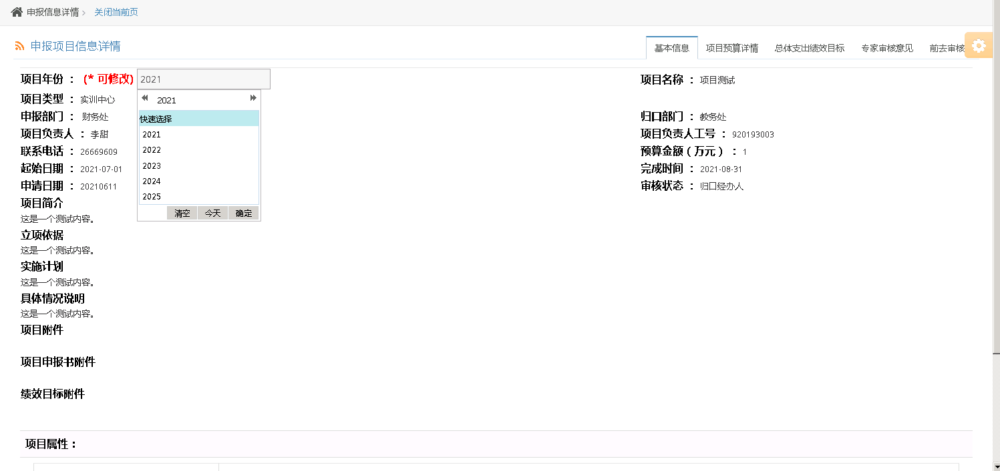 申报信息详情 关闭当前页
申报项目信息详情
基本信息 项目预算详情 总体支出绩效目标 专家审核意见 前去审核
项目年份 ： (* 可修改) 2021 项目名称 ： 项目测试
项目类型 ： 实训中心
申报部门 ： 财务处 归口部门 ： 教务处
项目负责人 ： 李甜 项目负责人工号 ： 920193003
联系电话 ： 26669609 预算金额（万元） ： 1
起始日期 ： 2021-07-01 完成时间 ： 2021-08-31
申请日期 ： 20210611 审核状态 ： 归口经办人
2021
快速选择
2021
2022
2023
2024
2025
清空 今天 确定
项目简介
这是一个测试内容。
立项依据
这是一个测试内容。
实施计划
这是一个测试内容。
具体情况说明
这是一个测试内容。
项目附件
项目申报书附件
绩效目标附件
项目属性：